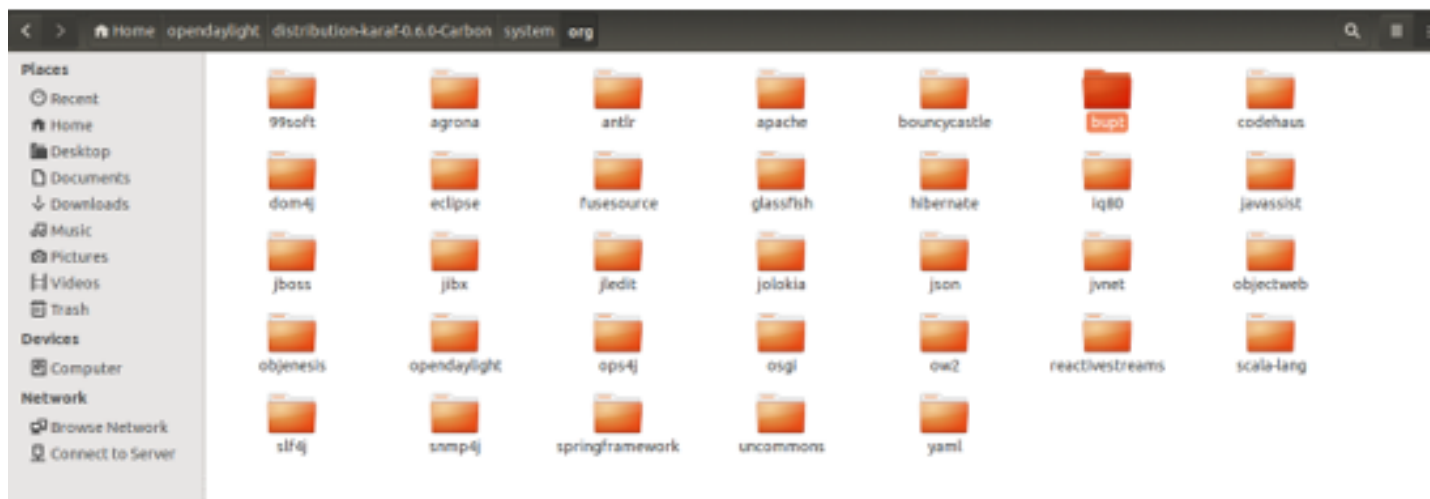 Home opendaylight distribution-karaf-0.6.0-Carbon system org
Places
Recent
Home
Desktop
Documents
Downloads
Music
Pictures
Videos
Trash
Devices
Computer
Network
Browse Network
Connect to Server
99soft agrona antlr apache bouncycastle bupt codehaus
dom4j eclipse fusesource glassfish hibernate iq80 javassist
jboss jibx jledit jolokia json jvnet objectweb
objenesis opendaylight ops4j osgi ow2 reactivestreams scala-lang
slf4j snmp4j springframework uncommons yaml